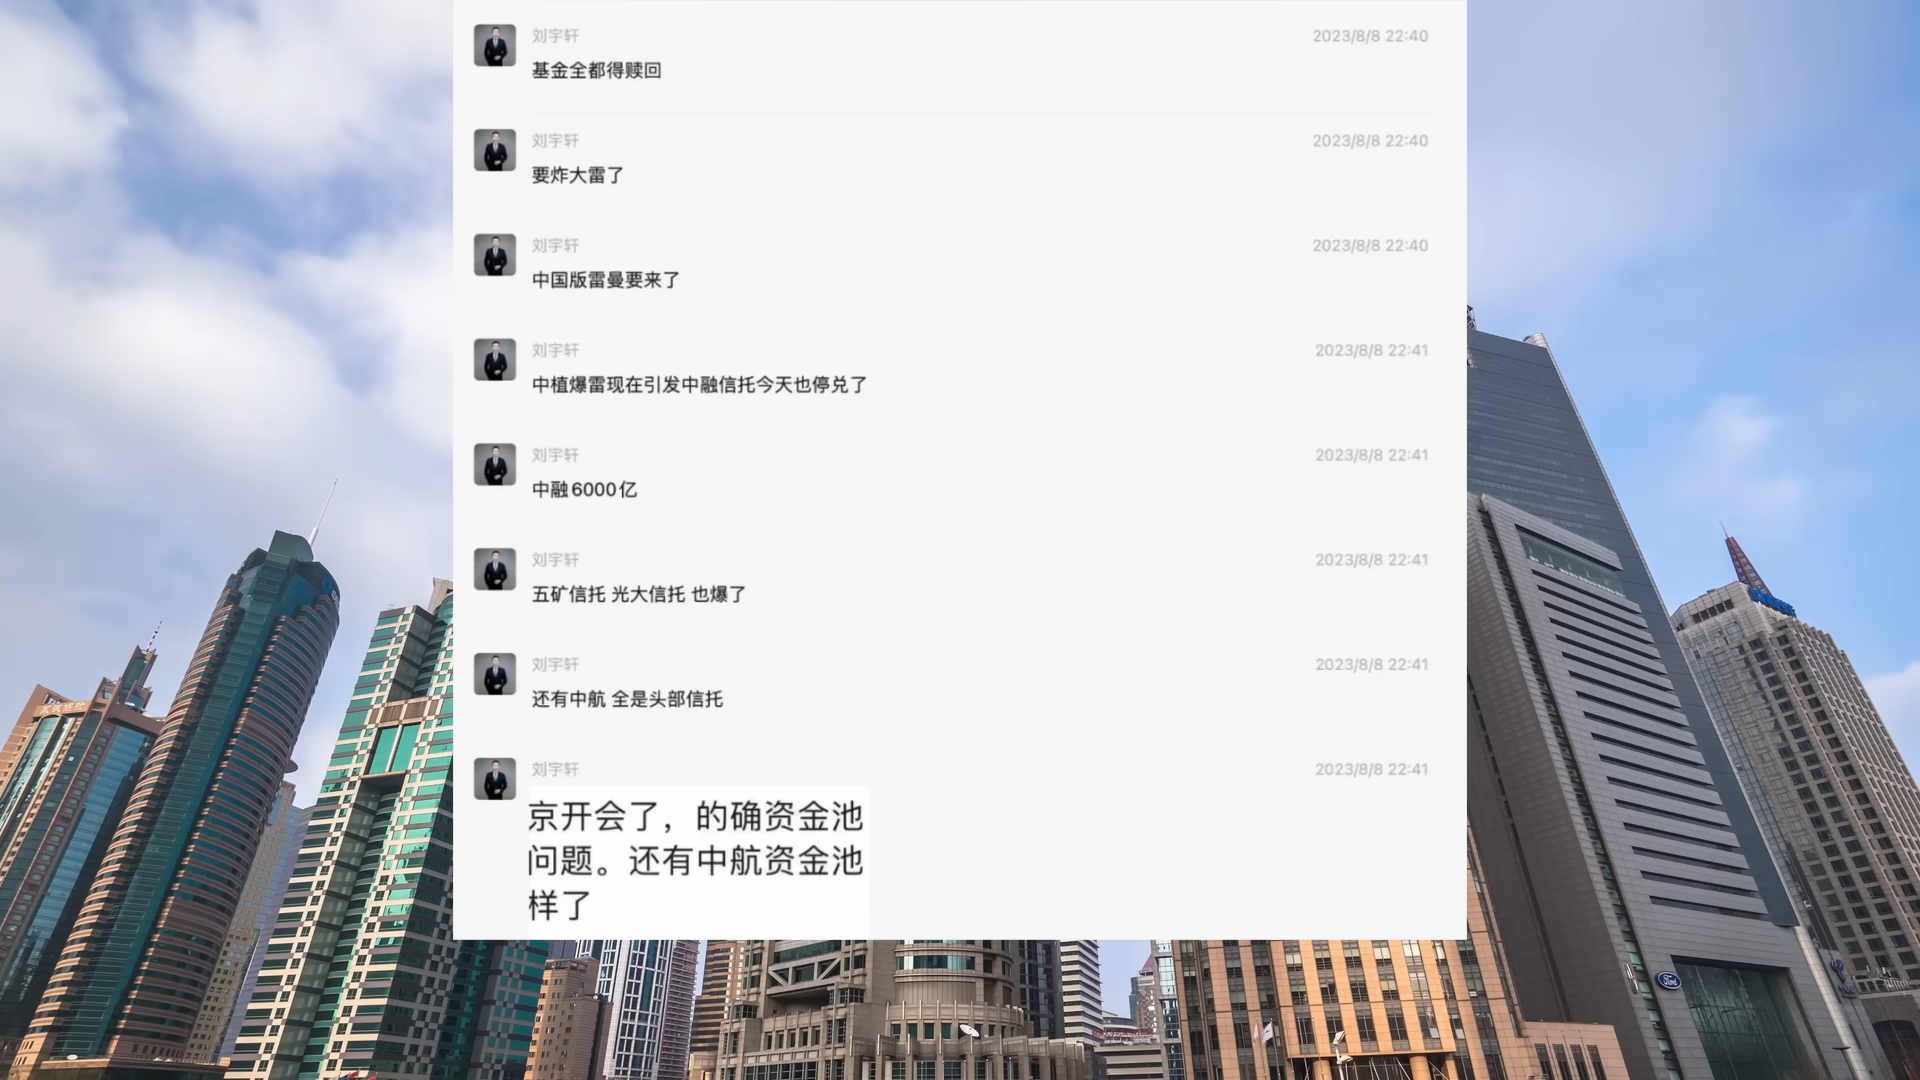 刘宇轩 2023/8/8 22:40
基金全都得赎回
刘宇轩 2023/8/8 22:40
要炸大雷了
刘宇轩 2023/8/8 22:40
中国版雷曼要来了
刘宇轩 2023/8/8 22:41
中植爆雷现在引发中融信托今天也停兑了
刘宇轩 2023/8/8 22:41
中融6000亿
刘宇轩 2023/8/8 22:41
五矿信托 光大信托 也爆了
刘宇轩 2023/8/8 22:41
还有中航 全是头部信托
刘宇轩 2023/8/8 22:41
京开会了，的确资金池
问题。还有中航资金池
样了
Ford